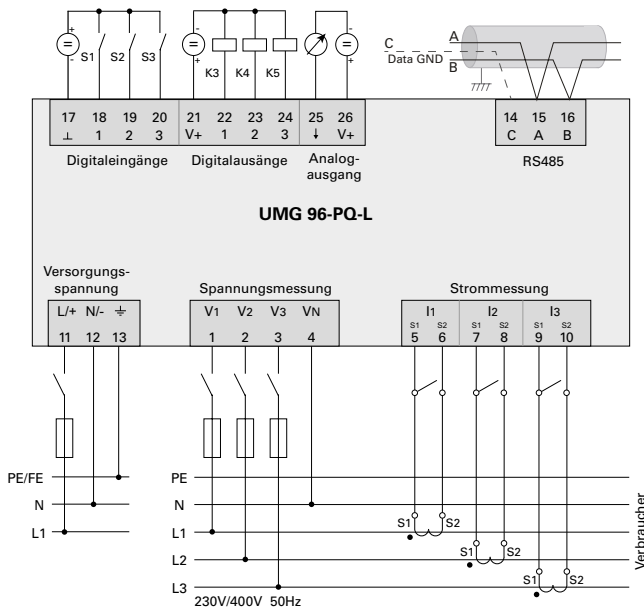 + - S1 S2 S3 - + K3 K4 K5 - +
C A
Data GND
B
17 18 19 20 21 22 23 24 25 26 14 15 16
⊥ 1 2 3 V+ 1 2 3 ↓ V+ C A B
Digitaleingänge Digitalausänge Analog-
ausgang
RS485
UMG 96-PQ-L
Versorgungs-
spannung
Spannungsmessung Strommessung
L/+ N/- ⏚ V1 V2 V3 VN I1 I2 I3
S1 S2 S1 S2 S1 S2
11 12 13 1 2 3 4 5 6 7 8 9 10
PE/FE PE
N N
L1 L1 S1 S2
L2 S1 S2
L3 S1 S2
230V/400V 50Hz
Verbraucher